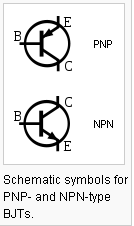 E
B
PNP
C
C
B
NPN
E
Schematic symbols for
PNP- and NPN-type
BJTs.